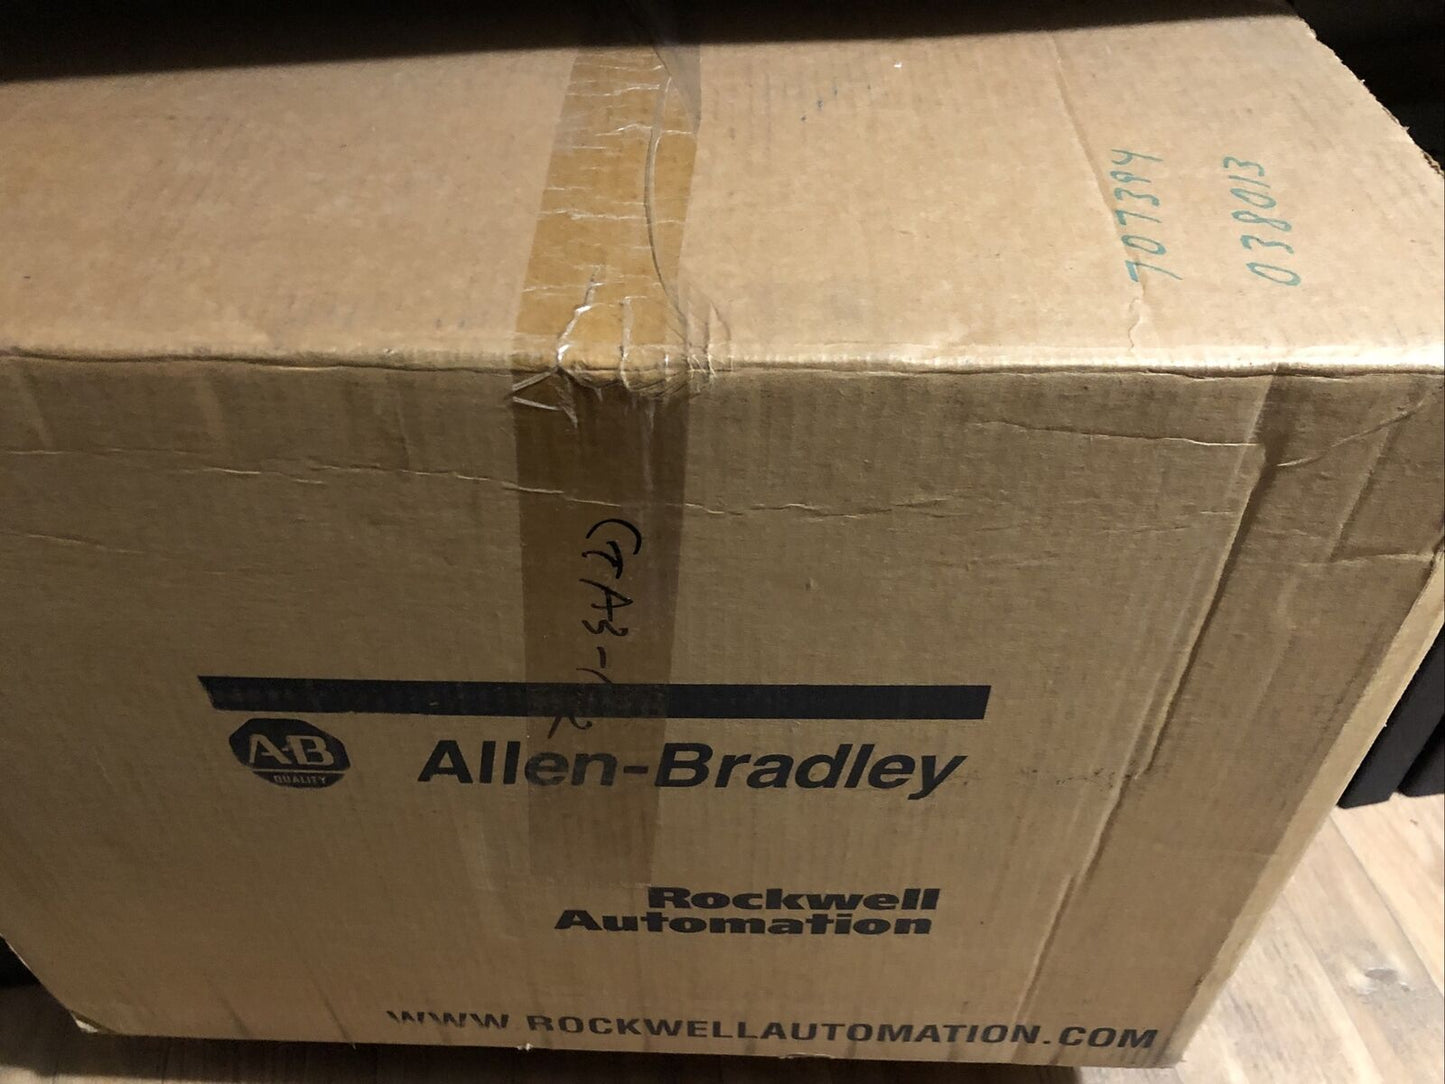 707394
038013
A-B
QUALITY
Allen-Bradley
Rockwell
Automation
WWW ROCKWELLAUTOMATION.COM